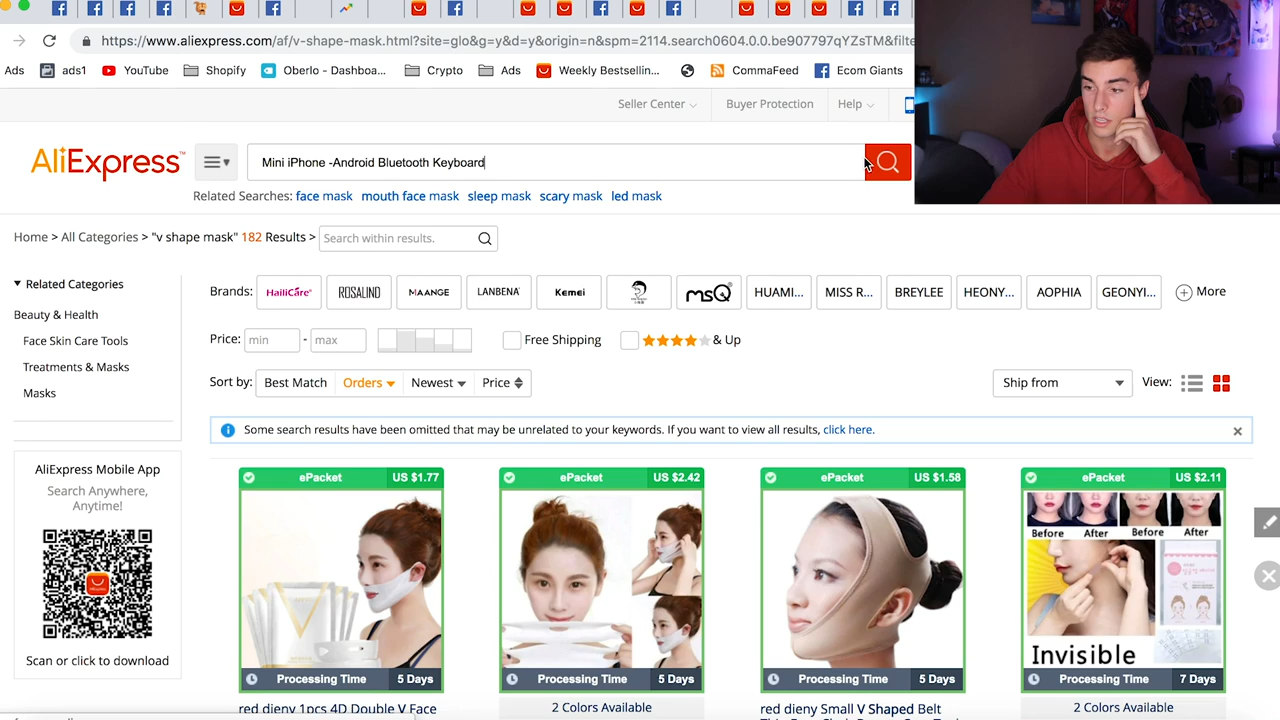 https://www.aliexpress.com/af/v-shape-mask.html?site=glo&g=y&d=y&origin=n&spm=2114.search0604.0.0.be907797qYZsTM&filte
Ads ads1 YouTube Shopify Oberlo - Dashboa... Crypto Ads Weekly Bestsellin... CommaFeed Ecom Giants
Seller Center Buyer Protection Help
AliExpress™
Mini iPhone -Android Bluetooth Keyboard
Related Searches: face mask mouth face mask sleep mask scary mask led mask
Home > All Categories > "v shape mask" 182 Results > Search within results.
Related Categories
Beauty & Health
Face Skin Care Tools
Treatments & Masks
Masks
AliExpress Mobile App
Search Anywhere,
Anytime!
Scan or click to download
Brands: HailiCare ROSALIND MAANGE LANBENA Kemei msQ HUAMI... MISS R... BREYLEE HEONY... AOPHIA GEONYI... More
Price: min - max Free Shipping & Up
Sort by: Best Match Orders Newest Price Ship from View:
Some search results have been omitted that may be unrelated to your keywords. If you want to view all results, click here.
ePacket US $1.77
Processing Time 5 Days
red dieny 1pcs 4D Double V Face
ePacket US $2.42
Processing Time 5 Days
2 Colors Available
ePacket US $1.58
Processing Time 5 Days
red dieny Small V Shaped Belt
ePacket US $2.11
Before After Before After
Invisible
Processing Time 7 Days
2 Colors Available